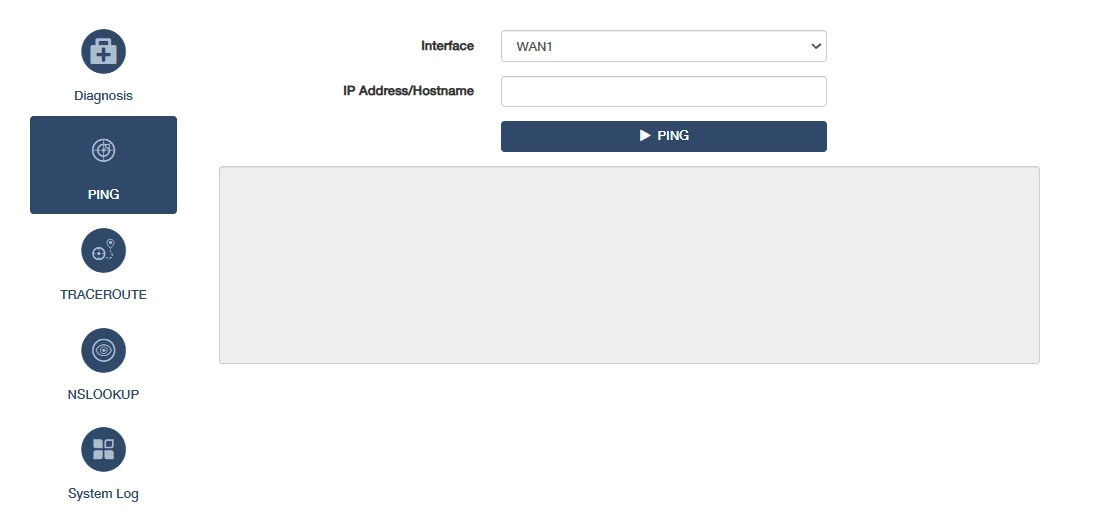 Diagnosis
PING
TRACEROUTE
NSLOOKUP
System Log
Interface
WAN1
IP Address/Hostname
PING